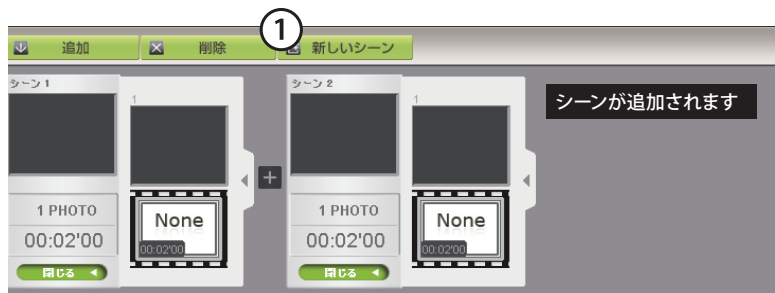 ①
追加
削除
新しいシーン
シーン 1
1
シーン 2
1
シーンが追加されます
1 PHOTO
None
00:02'00
00:02'00
閉じる
1 PHOTO
None
00:02'00
00:02'00
閉じる